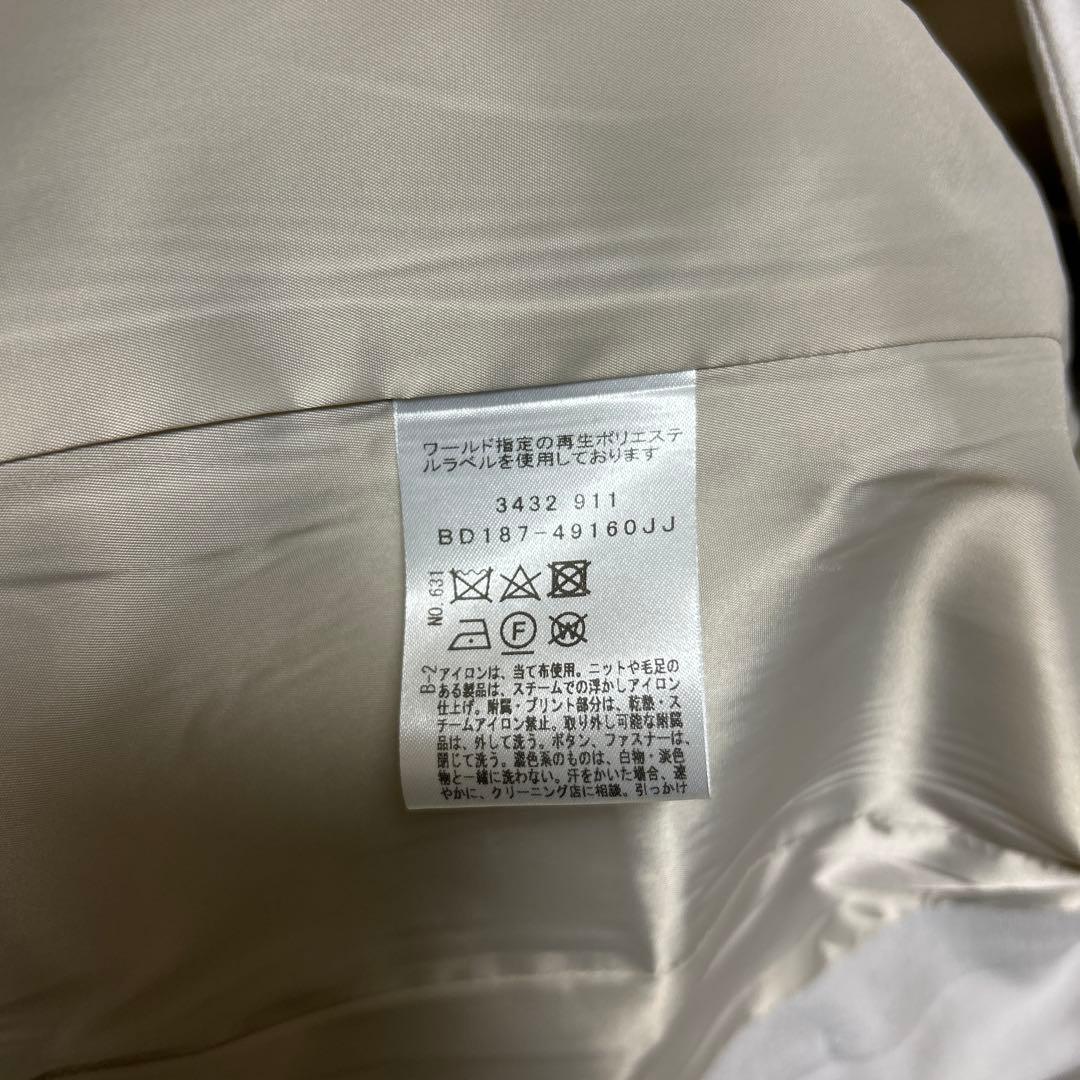 ワールド指定の再生ポリエステ
ルラベルを使用しております
3432 911
BD187-49160JJ
NO.631
F
W
B-2
アイロンは、当て布使用。ニットや毛足の
ある製品は、スチームでの浮かしアイロン
仕上げ。附属・プリント部分は、乾熱・ス
チームアイロン禁止。取り外し可能な附属
品は、外して洗う。ボタン、ファスナーは、
閉じて洗う。濃色系のものは、白物・淡色
物と一緒に洗わない。汗をかいた場合、速
やかに、クリーニング店に相談。引っかけ